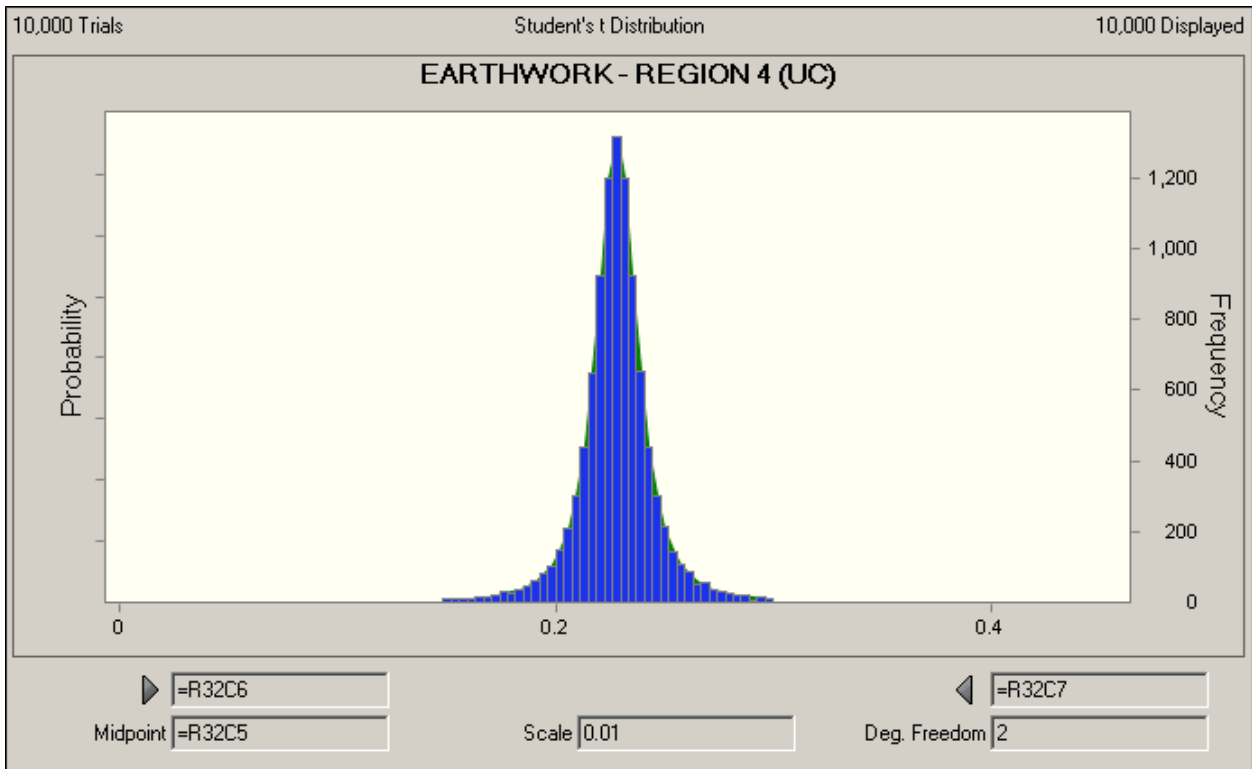 10,000 Trials Student's t Distribution 10,000 Displayed
EARTHWORK - REGION 4 (UC)
Probability
1,200
1,000
800
600
400
200
0
Frequency
0 0.2 0.4
=R32C6 =R32C7
Midpoint =R32C5 Scale 0.01 Deg. Freedom 2